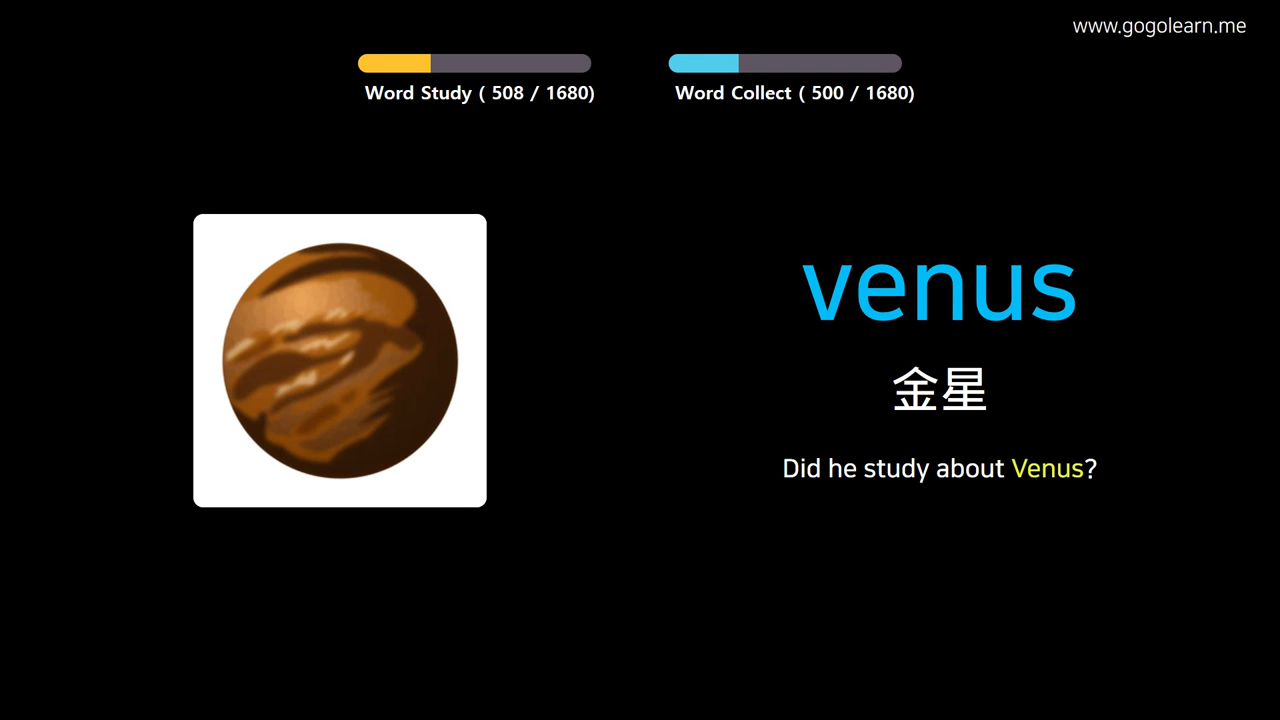 www.gogolearn.me
Word Study ( 508 / 1680)
Word Collect ( 500 / 1680)
venus
金星
Did he study about Venus?